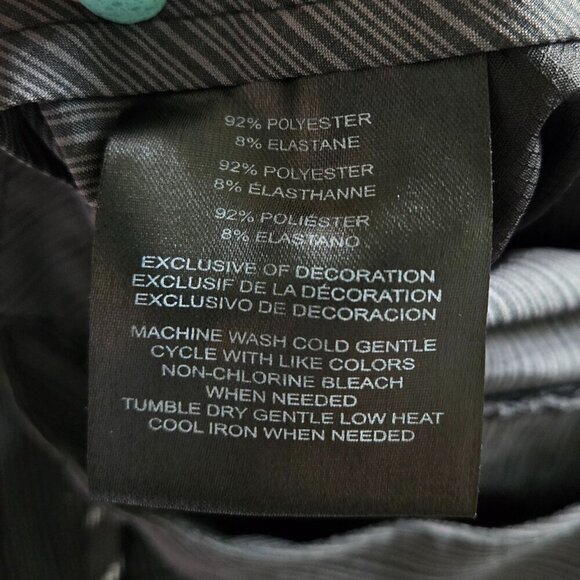 92% POLYESTER
8% ELASTANE
92% POLYESTER
8% ÉLASTHANNE
92% POLIÉSTER
8% ELASTANO
EXCLUSIVE OF DECORATION
EXCLUSIF DE LA DÉCORATION
EXCLUSIVO DE DECORACION
MACHINE WASH COLD GENTLE
CYCLE WITH LIKE COLORS
NON-CHLORINE BLEACH
WHEN NEEDED
TUMBLE DRY GENTLE LOW HEAT
COOL IRON WHEN NEEDED